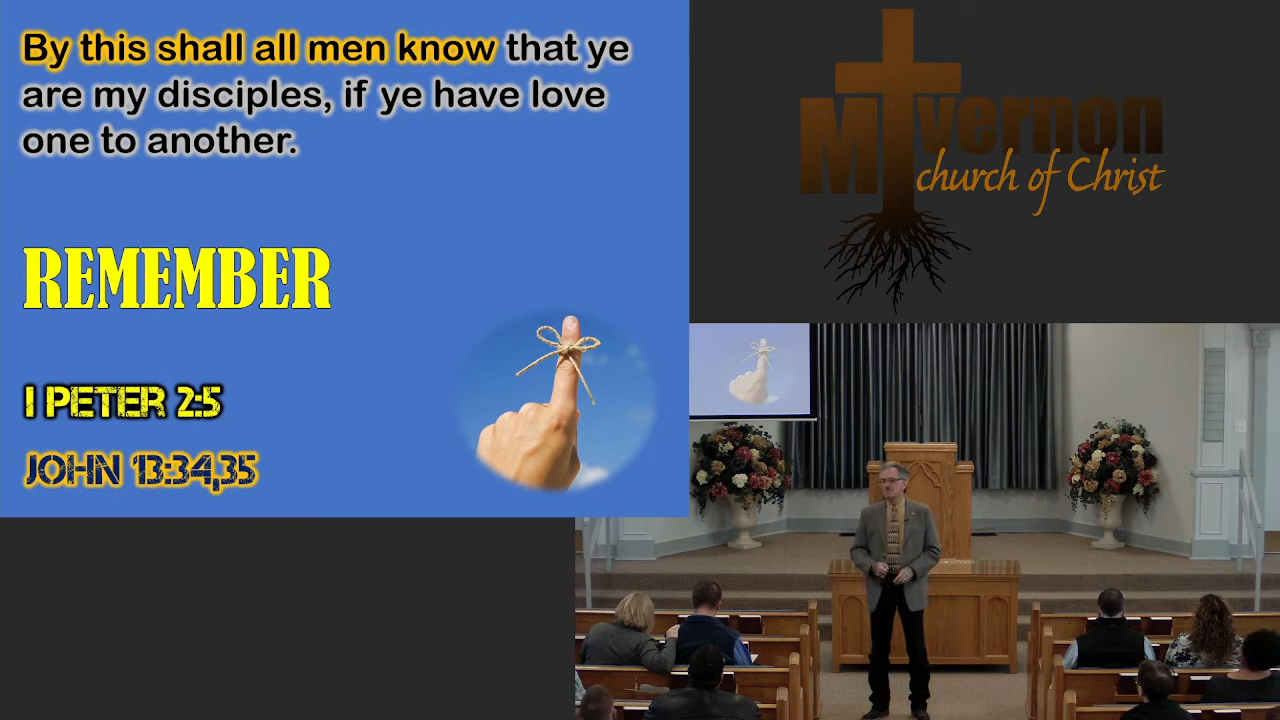 By this shall all men know that ye
are my disciples, if ye have love
one to another.
REMEMBER
I PETER 2:5
JOHN 13:34,35
MT vernon
church of Christ